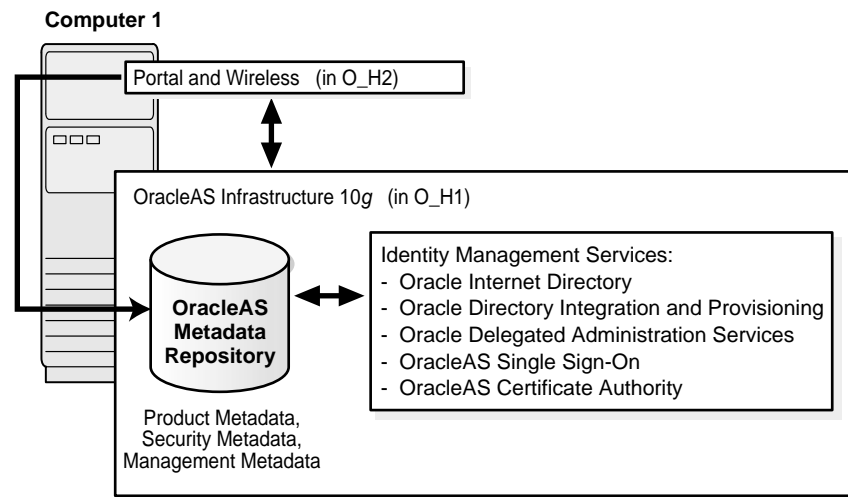 Computer 1
Portal and Wireless (in O_H2)
OracleAS Infrastructure 10g (in O_H1)
OracleAS
Metadata
Repository
Product Metadata,
Security Metadata,
Management Metadata
Identity Management Services:
- Oracle Internet Directory
- Oracle Directory Integration and Provisioning
- Oracle Delegated Administration Services
- OracleAS Single Sign-On
- OracleAS Certificate Authority